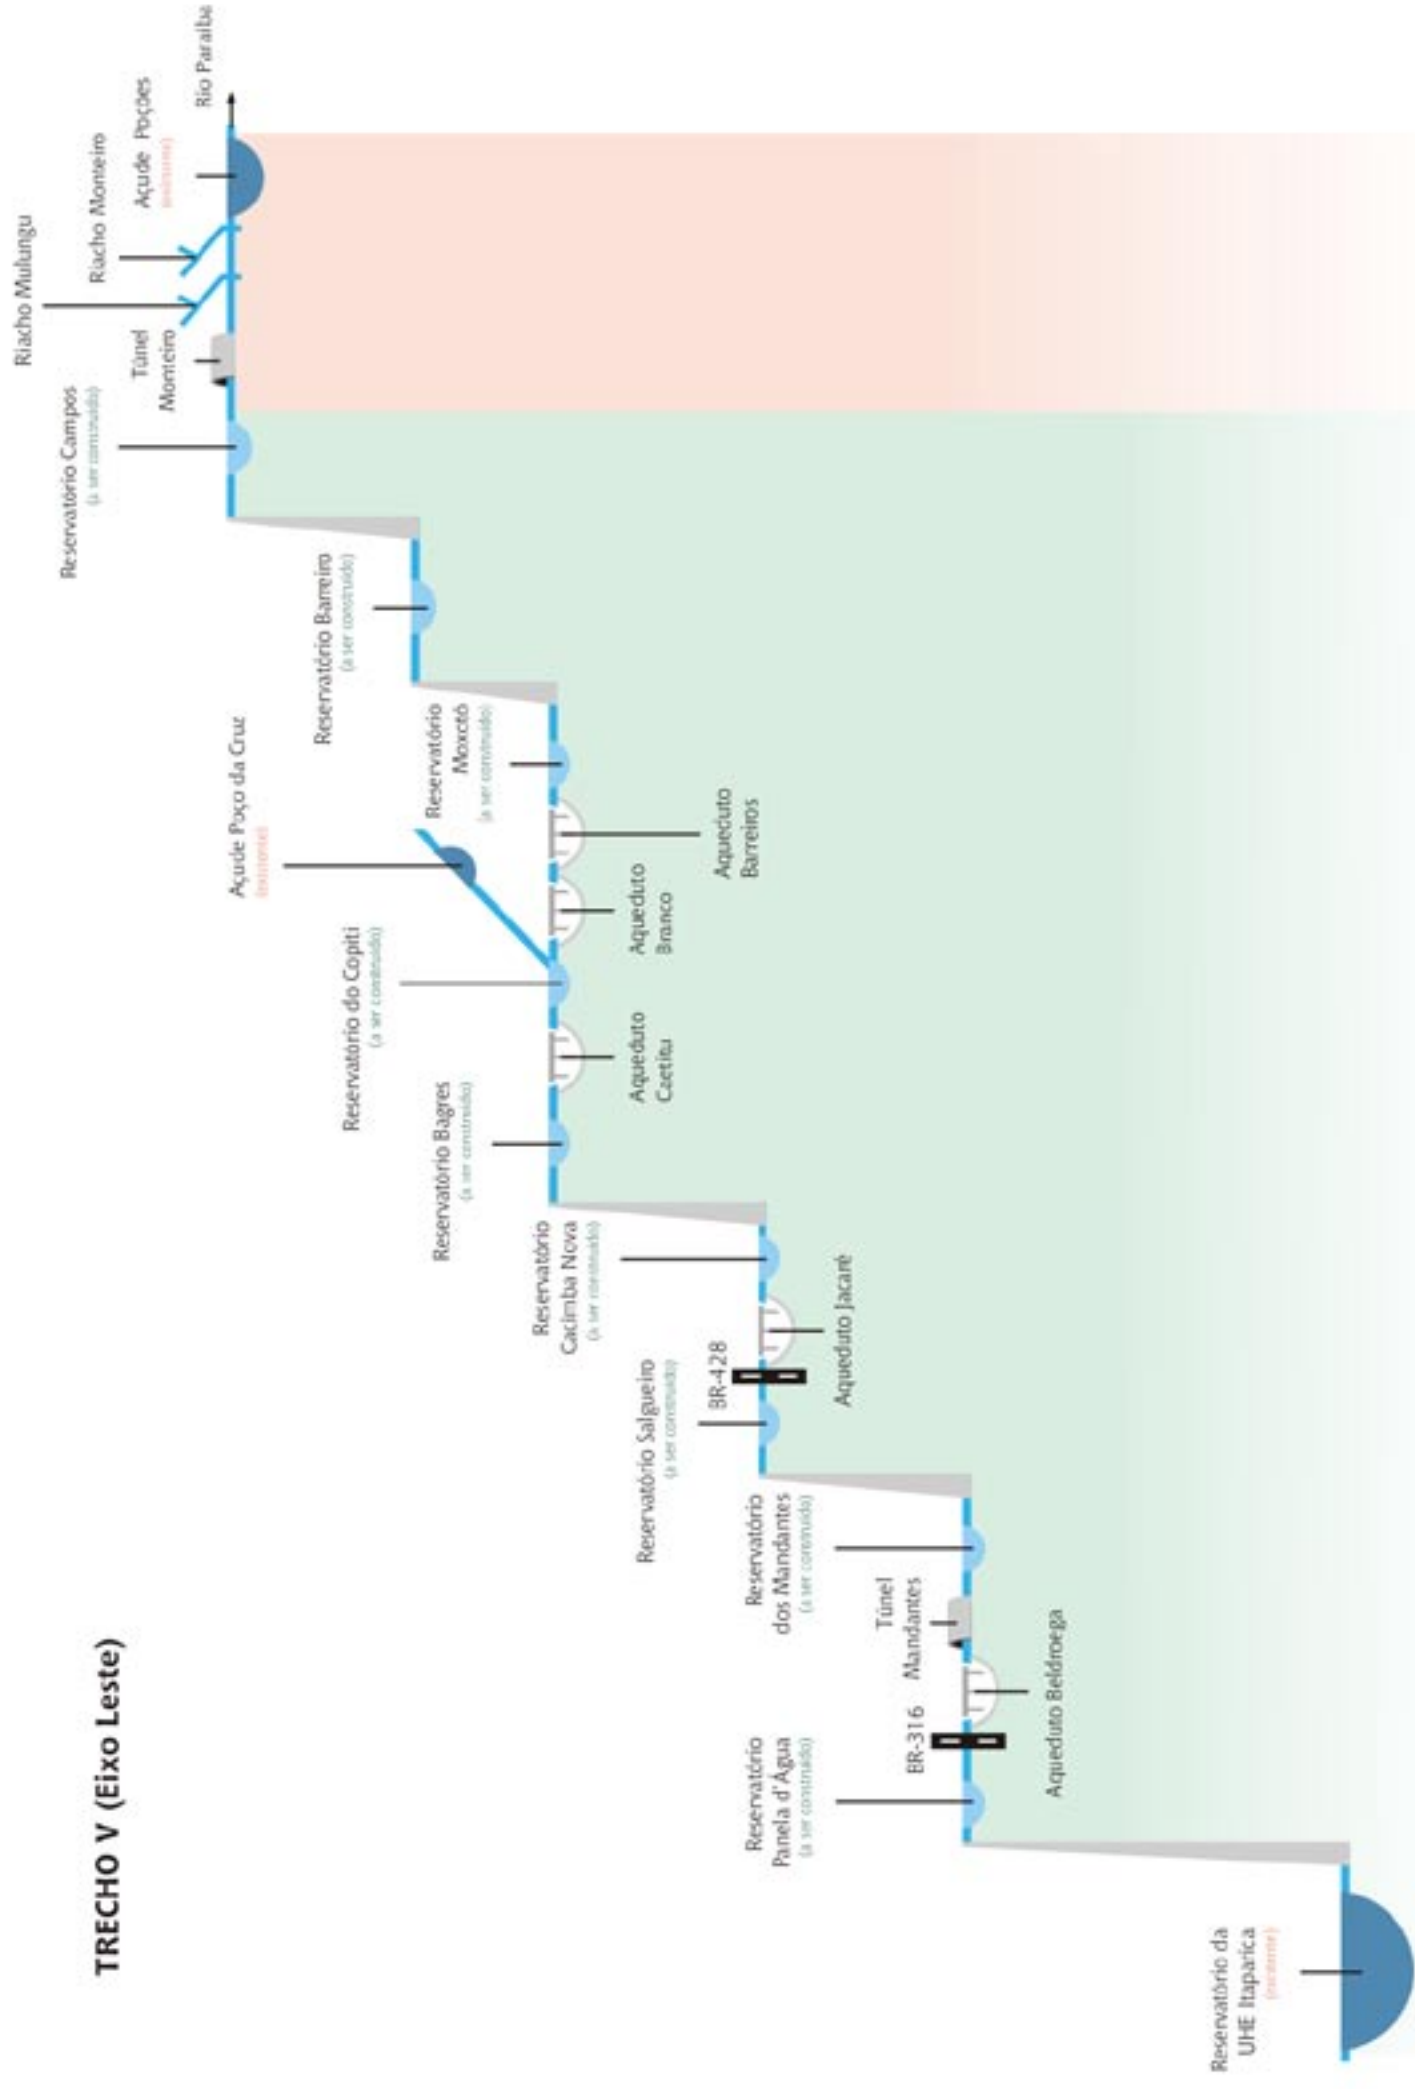 TRECHO V (Eixo Leste)
Reservatório da
UHE Itaparica
(existente)
Reservatório
Panela d'Água
(a ser construído)
BR-316
Aqueduto Beldroega
Túnel
Mandantes
Reservatório
dos Mandantes
(a ser construído)
Reservatório Salgueiro
(a ser construído)
BR-428
Aqueduto Jacaré
Reservatório
Cacimba Nova
(a ser construído)
Reservatório Bagres
(a ser construído)
Aqueduto
Caetitu
Reservatório do Copiti
(a ser construído)
Açude Poço da Cruz
(existente)
Aqueduto
Branco
Aqueduto
Barreiros
Reservatório
Moxotó
(a ser construído)
Reservatório Barreiro
(a ser construído)
Reservatório Campos
(a ser construído)
Túnel
Monteiro
Riacho Mulungu
Riacho Monteiro
Açude Poções
(existente)
Rio Paraíba